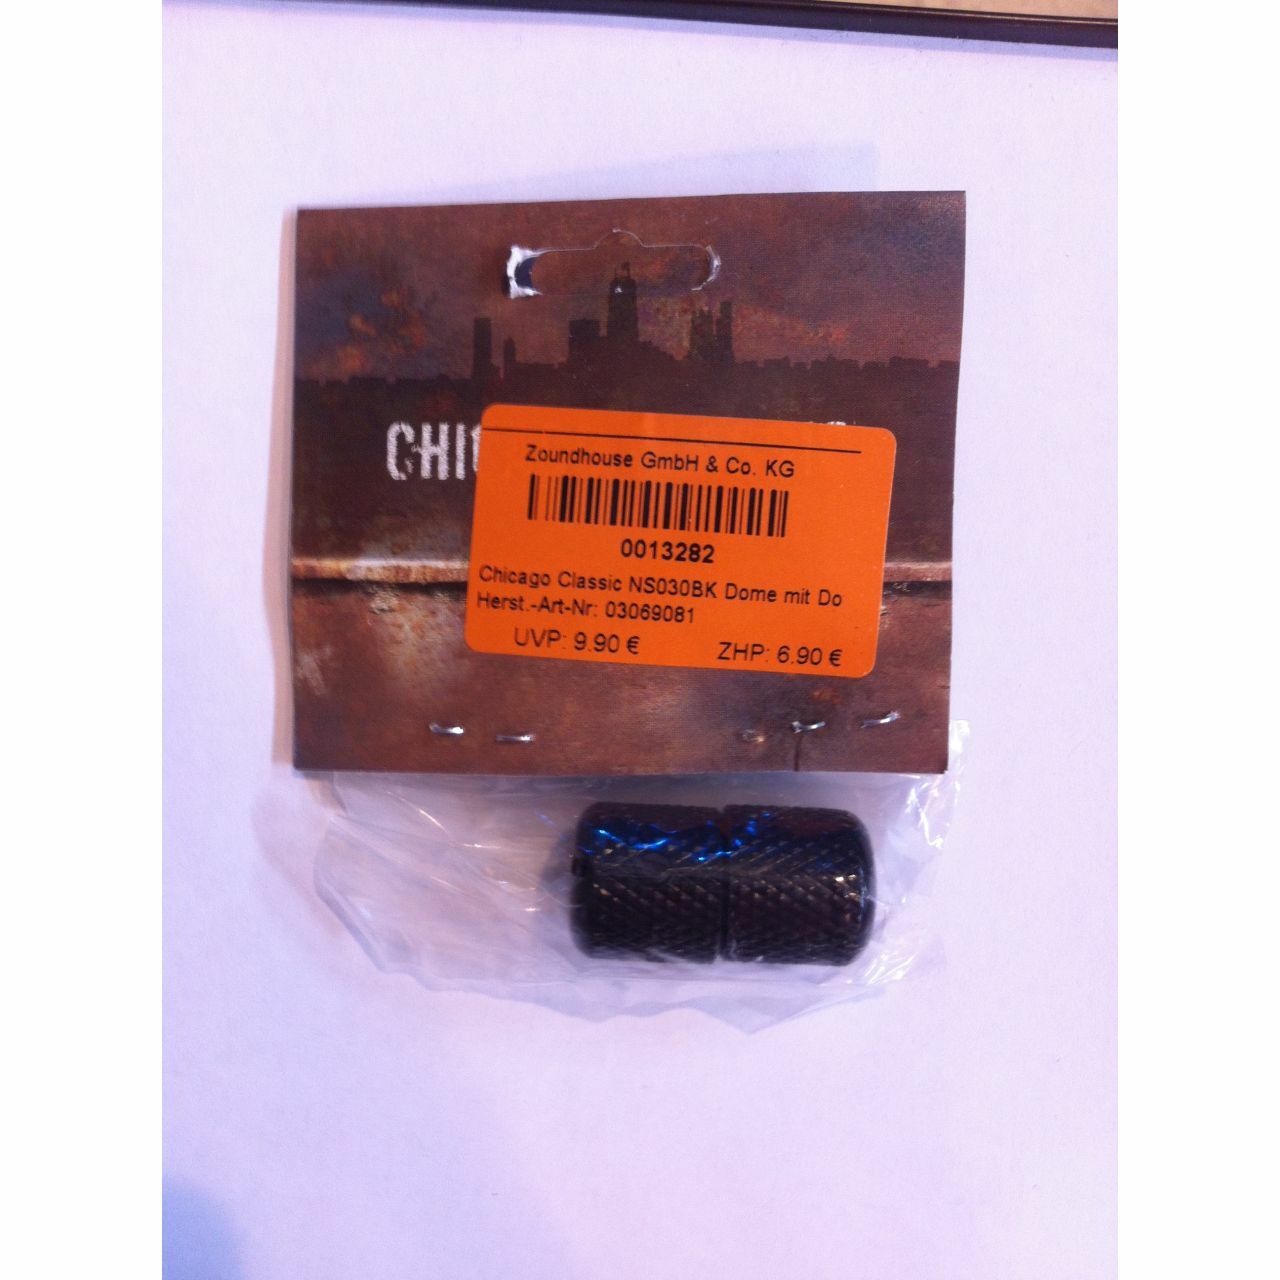 CHI
Zoundhouse GmbH & Co. KG
0013282
Chicago Classic NS030BK Dome mit Do
Herst.-Art-Nr: 03069081
UVP: 9.90 € ZHP: 6.90 €